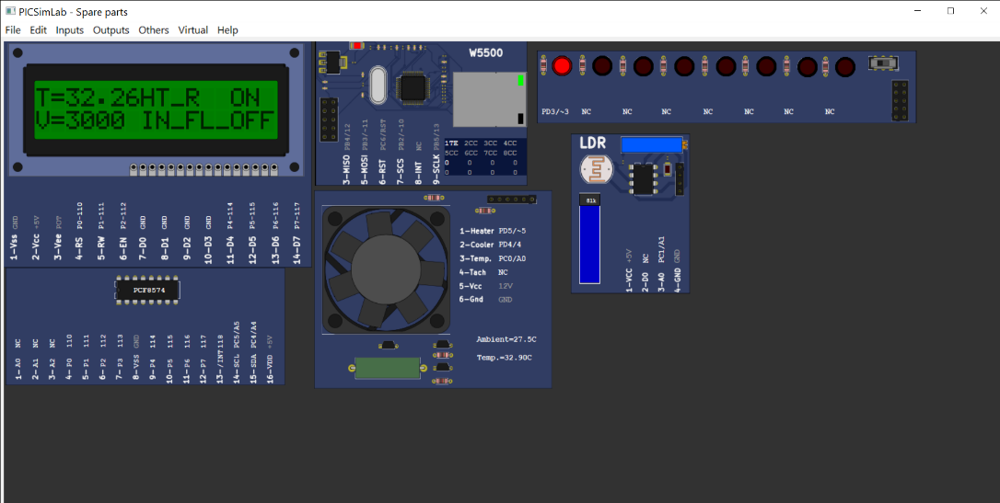 PICSimLab - Spare parts
File Edit Inputs Outputs Others Virtual Help
T=32.26HT_R ON
V=3000 IN_FL_OFF
1-Vss GND
2-Vcc +5V
3-Vee POT
4-RS P0-110
5-RW P1-111
6-EN P2-112
7-D0 GND
8-D1 GND
9-D2 GND
10-D3 GND
11-D4 P4-114
12-D5 P5-115
13-D6 P6-116
14-D7 P7-117
PCF8574
1-A0 NC
2-A1 NC
3-A2 NC
4-P0 110
5-P1 111
6-P2 112
7-P3 113
8-VSS GND
9-P4 114
10-P5 115
11-P6 116
12-P7 117
13-/INT118
14-SCL PC5/A5
15-SDA PC4/A4
16-VDD +5V
W5500
3-MISO PB4/12
5-MOSI PB3/~11
6-RST PC6/RST
7-SCS PB2/~10
8-INT NC
9-SCLK PB5/13
1TE 2CC 3CC 4CC
5CC 6CC 7CC 8CC
0 0 0 0
0 0 0 0
1-Heater PD5/~5
2-Cooler PD4/4
3-Temp. PC0/A0
4-Tach NC
5-Vcc 12V
6-Gnd GND
Ambient=27.5C
Temp.=32.90C
PD3/~3 NC NC NC NC NC NC NC
LDR
81k
1-VCC +5V
2-D0 NC
3-A0 PC1/A1
4-GND GND